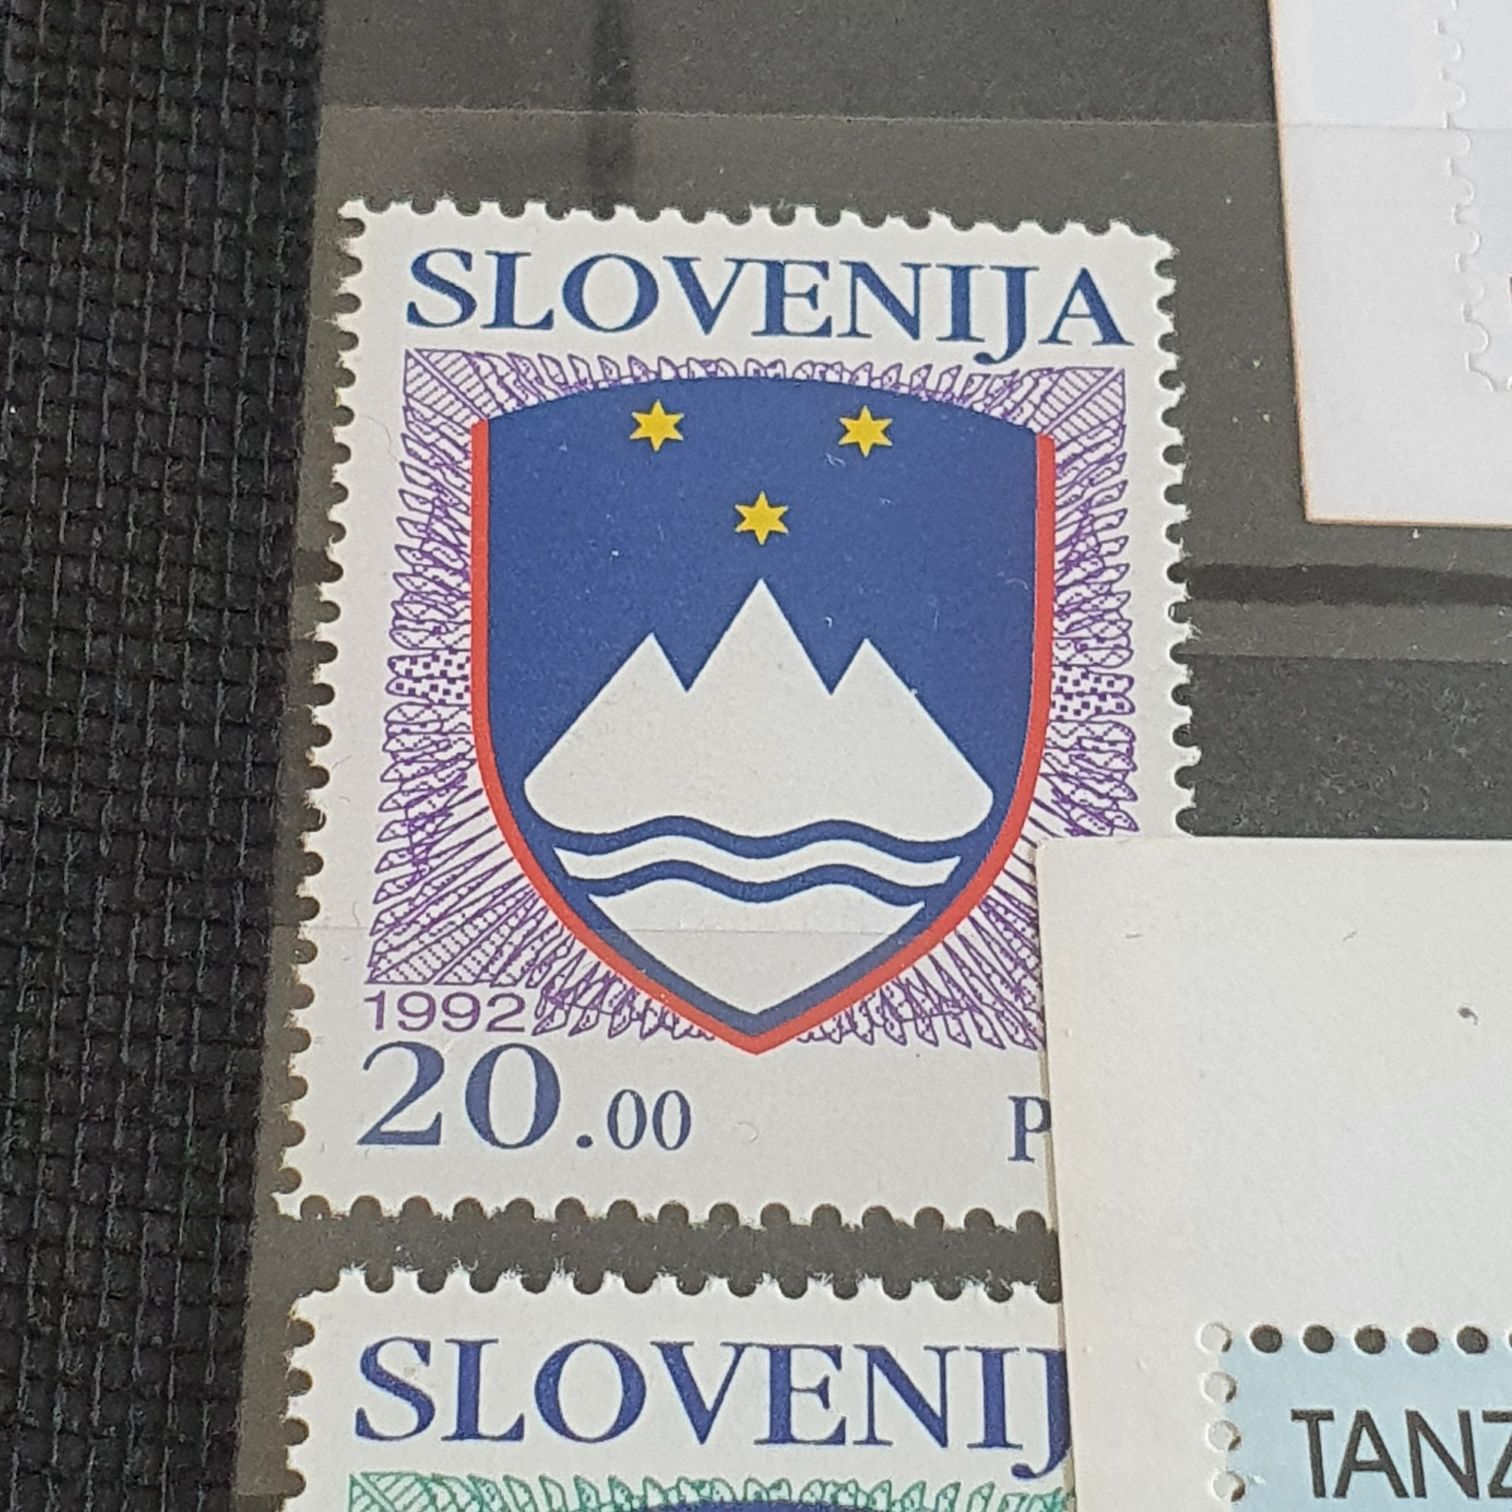 SLOVENIJA
1992
20.00 P
SLOVENIJ
TANZ